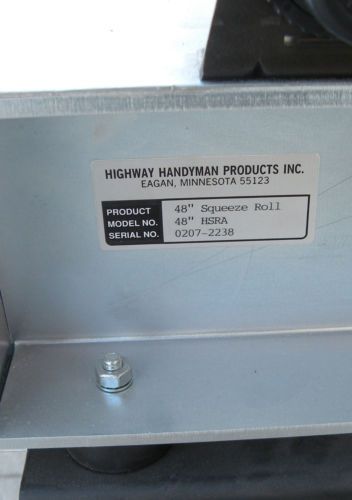 HIGHWAY HANDYMAN PRODUCTS INC.
EAGAN, MINNESOTA 55123
PRODUCT 48" Squeeze Roll
MODEL NO. 48" HSRA
SERIAL NO. 0207-2238